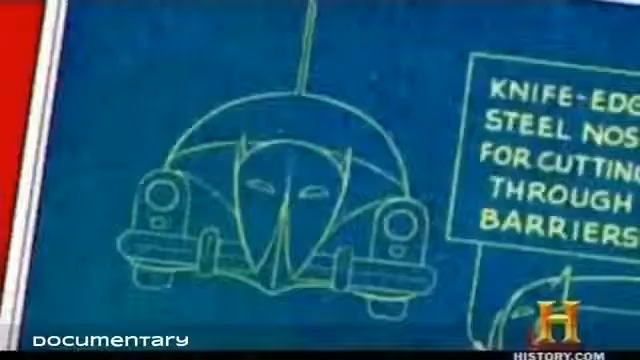 KNIFE-EDG
STEEL NOS
FOR CUTTING
THROUGH
BARRIERS
Documentary
H
HISTORY.COM